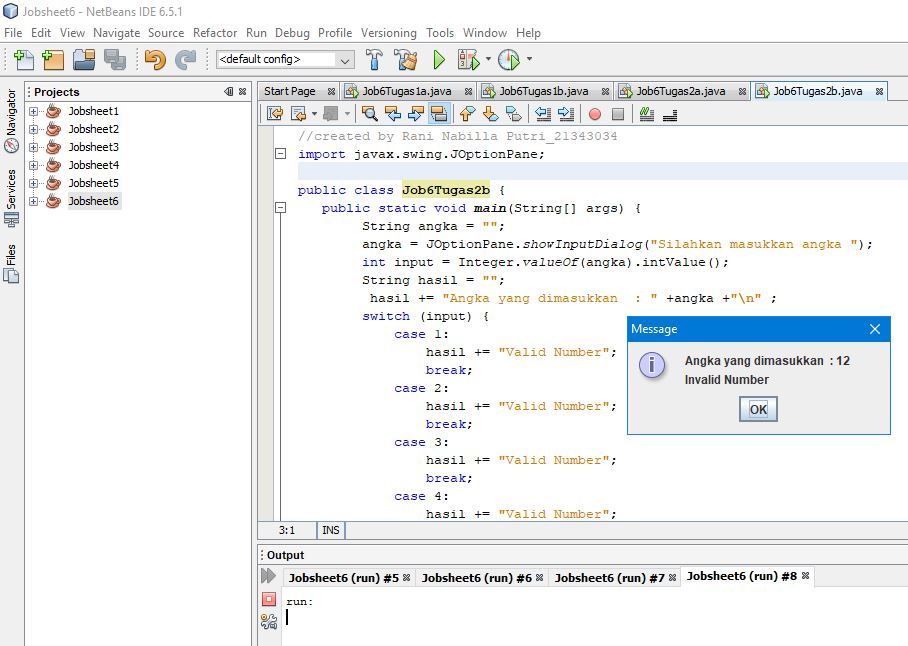 Jobsheet6 - NetBeans IDE 6.5.1
File Edit View Navigate Source Refactor Run Debug Profile Versioning Tools Window Help
<default config>
Projects
Start Page Job6Tugas1a.java Job6Tugas1b.java Job6Tugas2a.java Job6Tugas2b.java
Navigator
Services
Files
Jobsheet1
Jobsheet2
Jobsheet3
Jobsheet4
Jobsheet5
Jobsheet6
//created by Rani Nabilla Putri_21343034
import javax.swing.JOptionPane;
public class Job6Tugas2b {
public static void main(String[] args) {
String angka = "";
angka = JOptionPane.showInputDialog("Silahkan masukkan angka ");
int input = Integer.valueOf(angka).intValue();
String hasil = "";
hasil += "Angka yang dimasukkan  : " +angka +"\n" ;
switch (input) {
case 1:
hasil += "Valid Number";
break;
case 2:
hasil += "Valid Number";
break;
case 3:
hasil += "Valid Number";
break;
case 4:
hasil += "Valid Number";
Message
Angka yang dimasukkan  : 12
Invalid Number
OK
3:1 INS
Output
Jobsheet6 (run) #5 Jobsheet6 (run) #6 Jobsheet6 (run) #7 Jobsheet6 (run) #8
run: